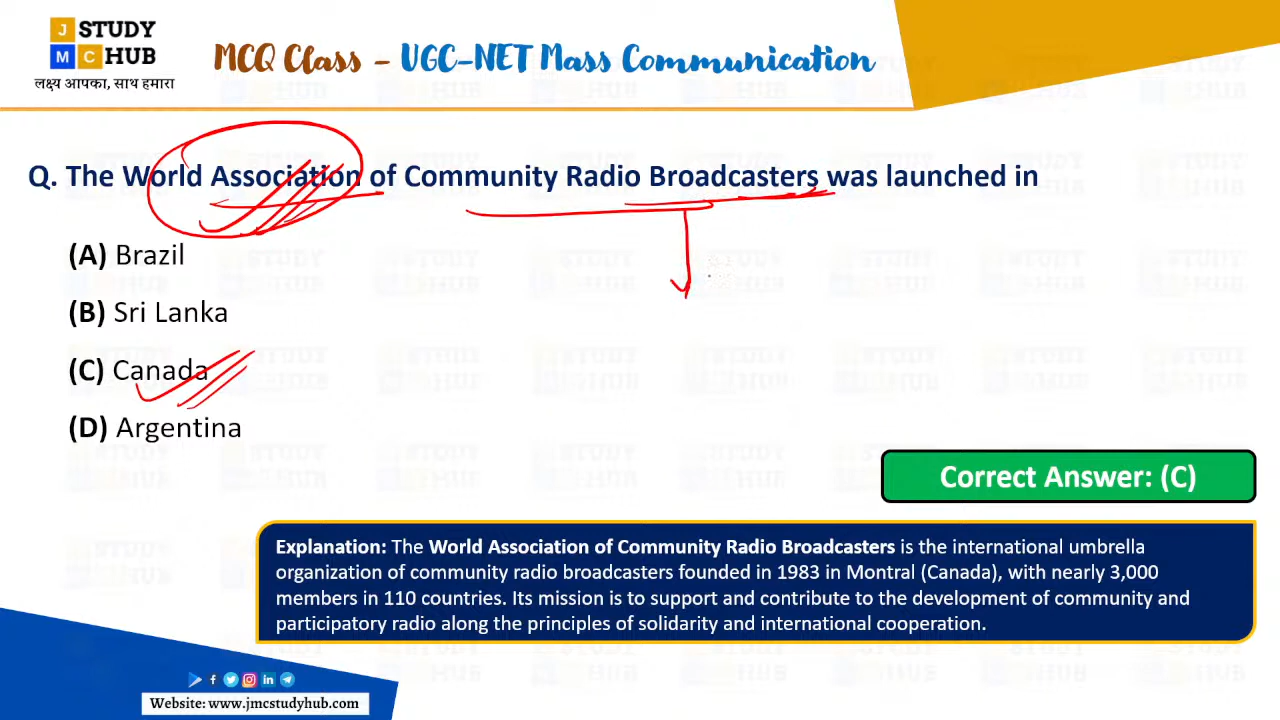 J STUDY
M C HUB
लक्ष्य आपका, साथ हमारा
MCQ Class - UGC-NET Mass Communication
Q. The World Association of Community Radio Broadcasters was launched in
(A) Brazil
(B) Sri Lanka
(C) Canada
(D) Argentina
Correct Answer: (C)
Explanation: The World Association of Community Radio Broadcasters is the international umbrella
organization of community radio broadcasters founded in 1983 in Montral (Canada), with nearly 3,000
members in 110 countries. Its mission is to support and contribute to the development of community and
participatory radio along the principles of solidarity and international cooperation.
Website: www.jmcstudyhub.com